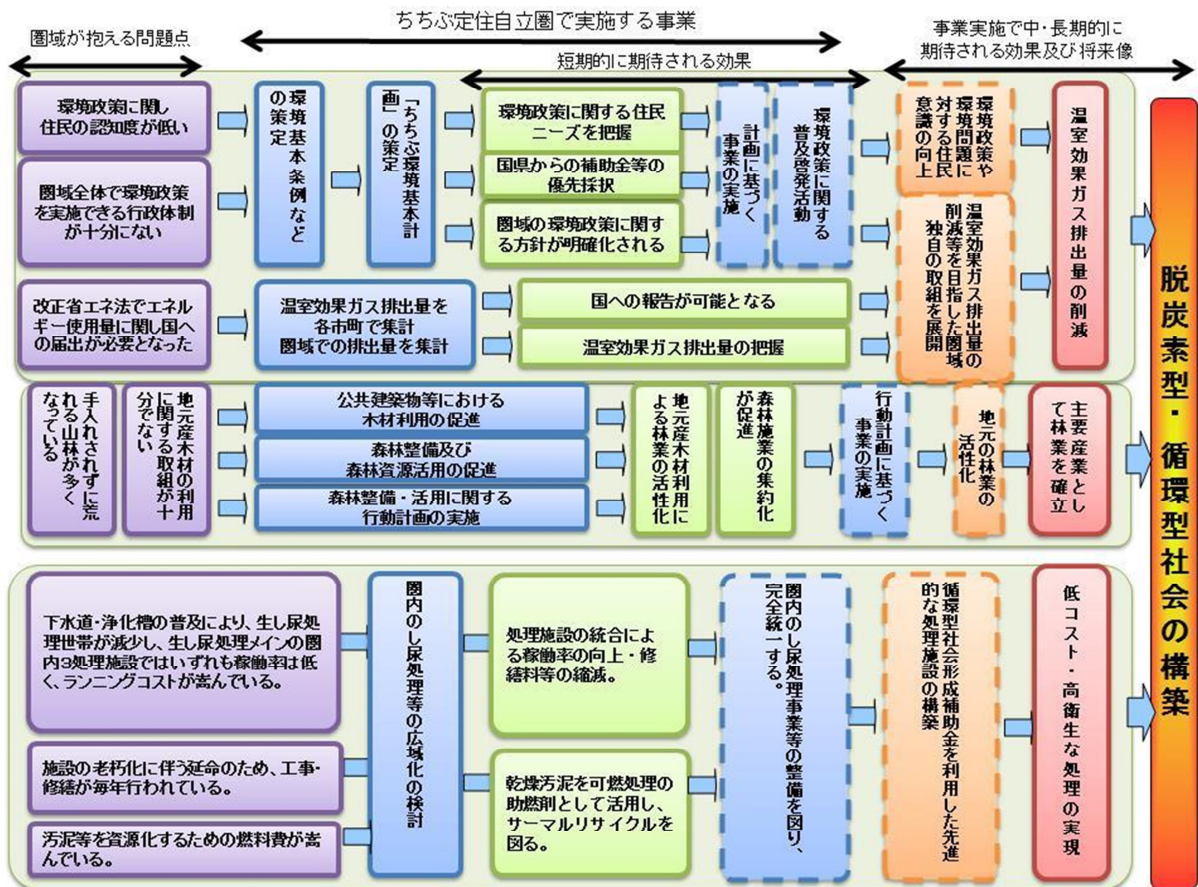 圏域が抱える問題点
ちちぶ定住自立圏で実施する事業
短期的に期待される効果
事業実施で中・長期的に
期待される効果及び将来像
環境政策に関し
住民の認知度が低い
圏域全体で環境政策
を実施できる行政体制
が十分にない
環境基本条例など
の策定
「ちちぶ環境基本計
画」の策定
環境政策に関する住民
ニーズを把握
国県からの補助金等の
優先採択
圏域の環境政策に関する
方針が明確化される
計画に基づく
事業の実施
環境政策に関する
普及啓発活動
環境政策や
環境問題に
対する住民
意識の向上
温室効果ガス排出量の
削減等を目指した圏域
独自の取組を展開
温室効果ガス排出量の削減
改正省エネ法でエネル
ギー使用量に関し国へ
の届出が必要となった
温室効果ガス排出量を
各市町で集計
圏域での排出量を集計
国への報告が可能となる
温室効果ガス排出量の把握
手入れされずに荒
れる山林が多く
なっている
地元産木材の利用
に関する取組が十
分でない
公共建築物等における
木材利用の促進
森林整備及び
森林資源活用の促進
森林整備・活用に関する
行動計画の実施
地元産木材利用に
よる林業の活性化
森林施業の集約化
が促進
行動計画に基づく
事業の実施
地元の林業の
活性化
主要産業とし
て林業を確立
下水道・浄化槽の普及により、生し尿処
理世帯が減少し、生し尿処理メインの圏
内3処理施設ではいずれも稼働率は低
く、ランニングコストが嵩んでいる。
施設の老朽化に伴う延命のため、工事・
修繕が毎年行われている。
汚泥等を資源化するための燃料費が嵩
んでいる。
圏内のし尿処理等の広域化の検討
処理施設の統合によ
る稼働率の向上・修
繕料等の縮減。
乾燥汚泥を可燃処理の
助燃剤として活用し、
サーマルリサイクルを
図る。
圏内のし尿処理事業等の整備を図り、
完全統一する。
循環型社会形成補助金を利用した先進
的な処理施設の構築
低コスト・高衛生な処理の実現
脱炭素型・循環型社会の構築